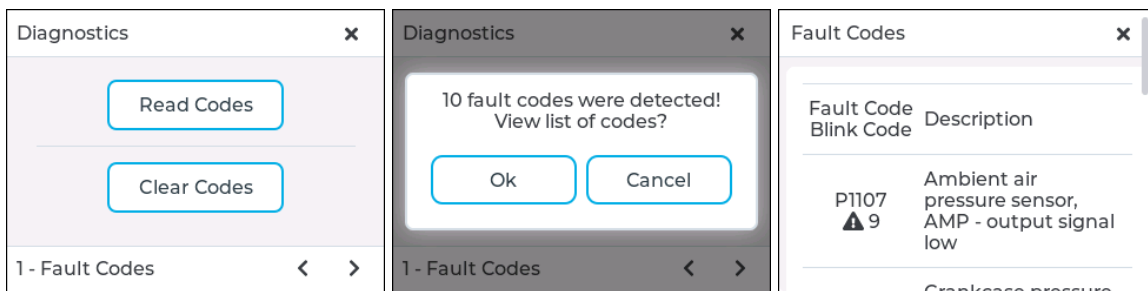 Diagnostics
Read Codes
Clear Codes
1 - Fault Codes
Diagnostics
10 fault codes were detected!
View list of codes?
Ok
Cancel
1 - Fault Codes
Fault Codes
Fault Code
Blink Code
Description
P1107
9
Ambient air
pressure sensor,
AMP - output signal
low
Crankcase pressure